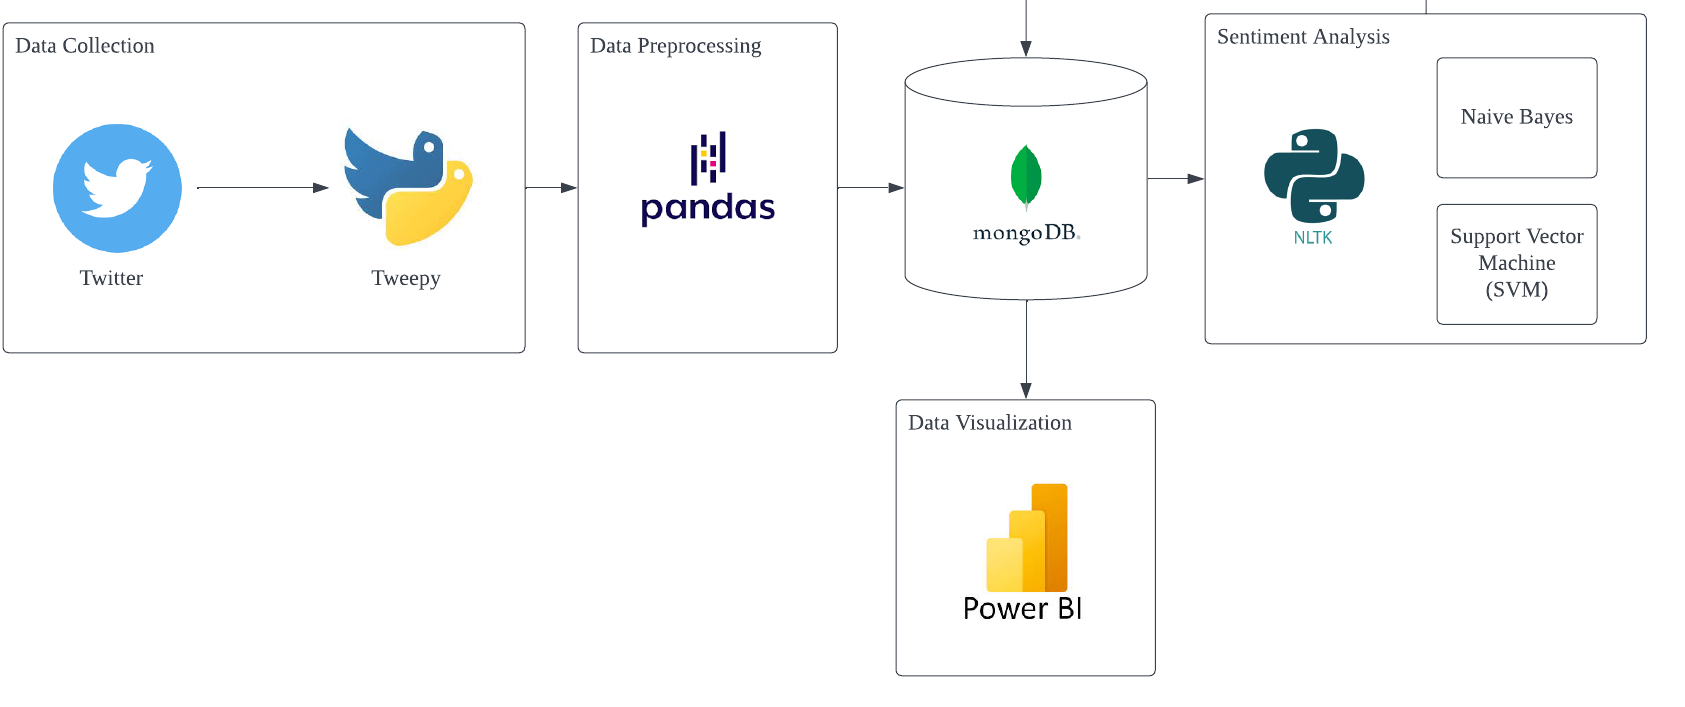 Data Collection
Twitter
Tweepy
Data Preprocessing
pandas
mongoDB.
Sentiment Analysis
NLTK
Naive Bayes
Support Vector
Machine
(SVM)
Data Visualization
Power BI